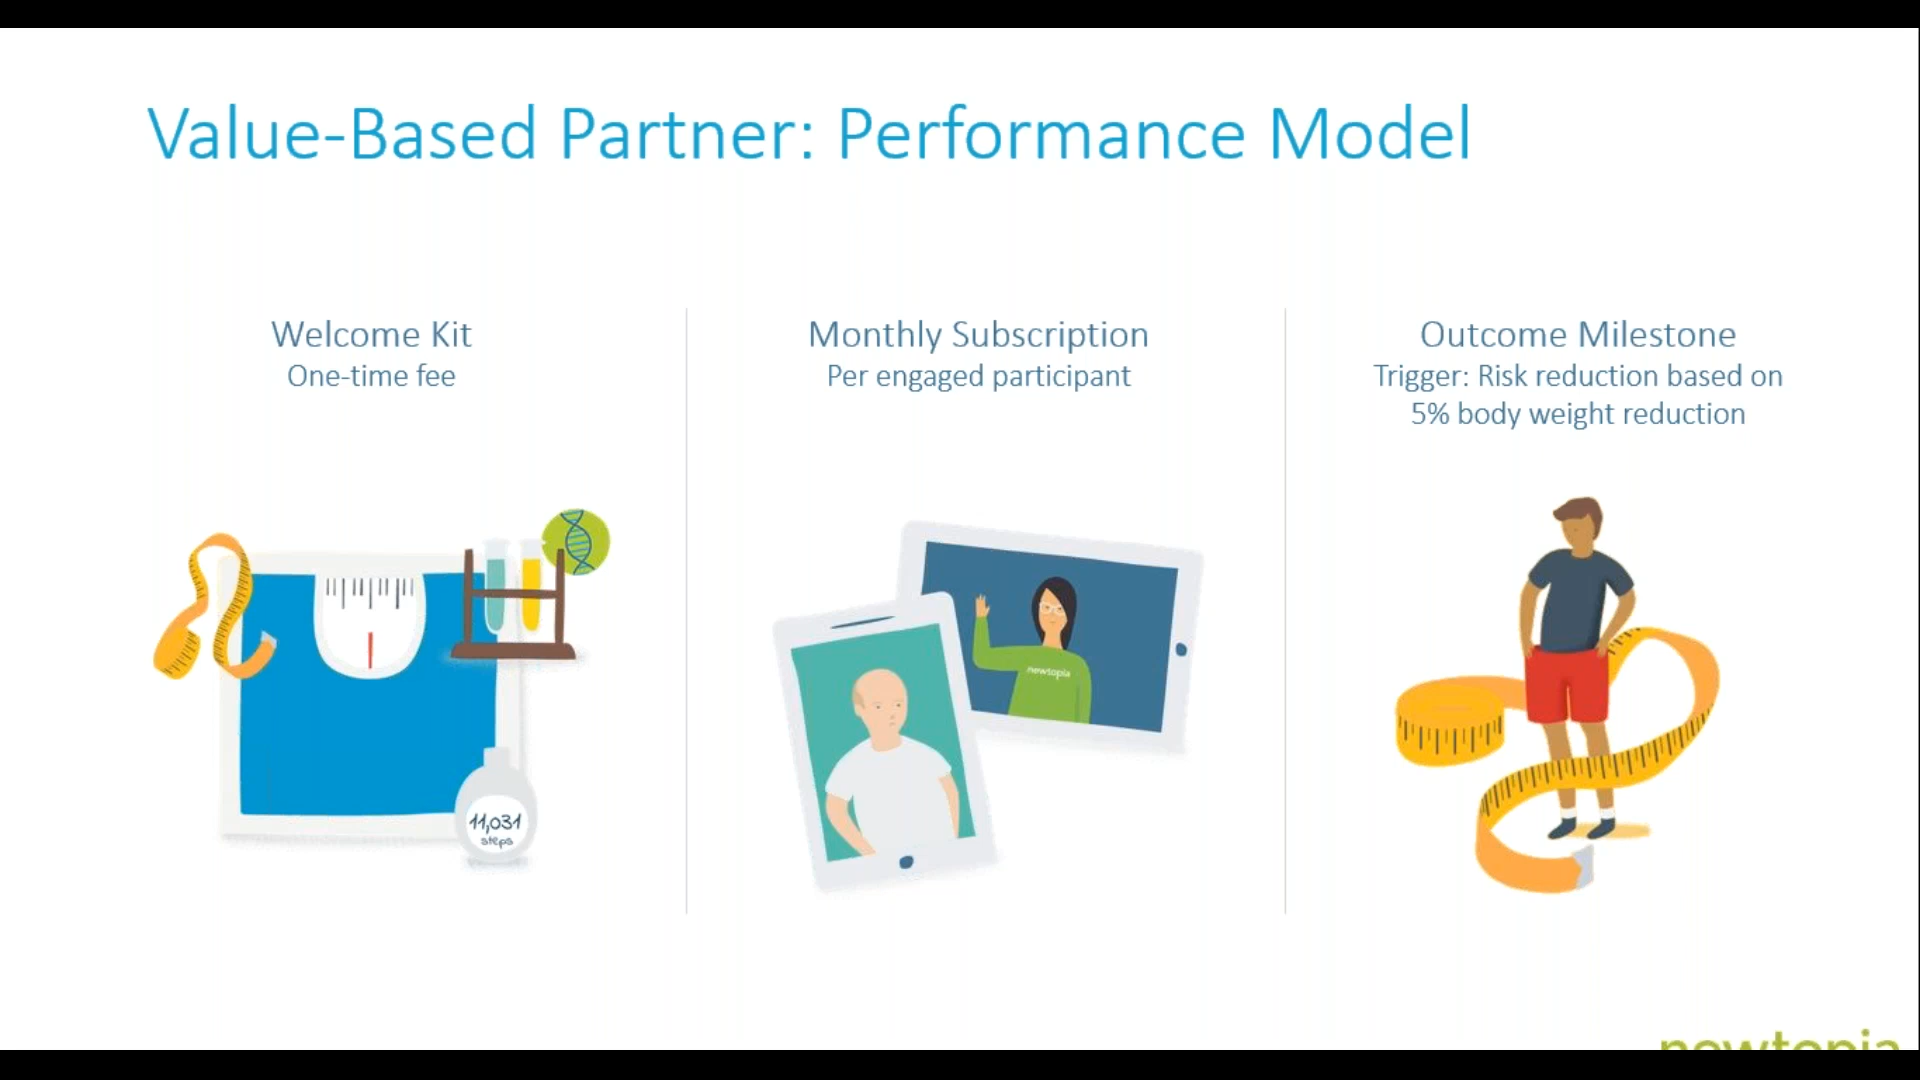 Value-Based Partner: Performance Model
Welcome Kit
One-time fee
Monthly Subscription
Per engaged participant
Outcome Milestone
Trigger: Risk reduction based on
5% body weight reduction
newtopia
11,031
steps
newtopia